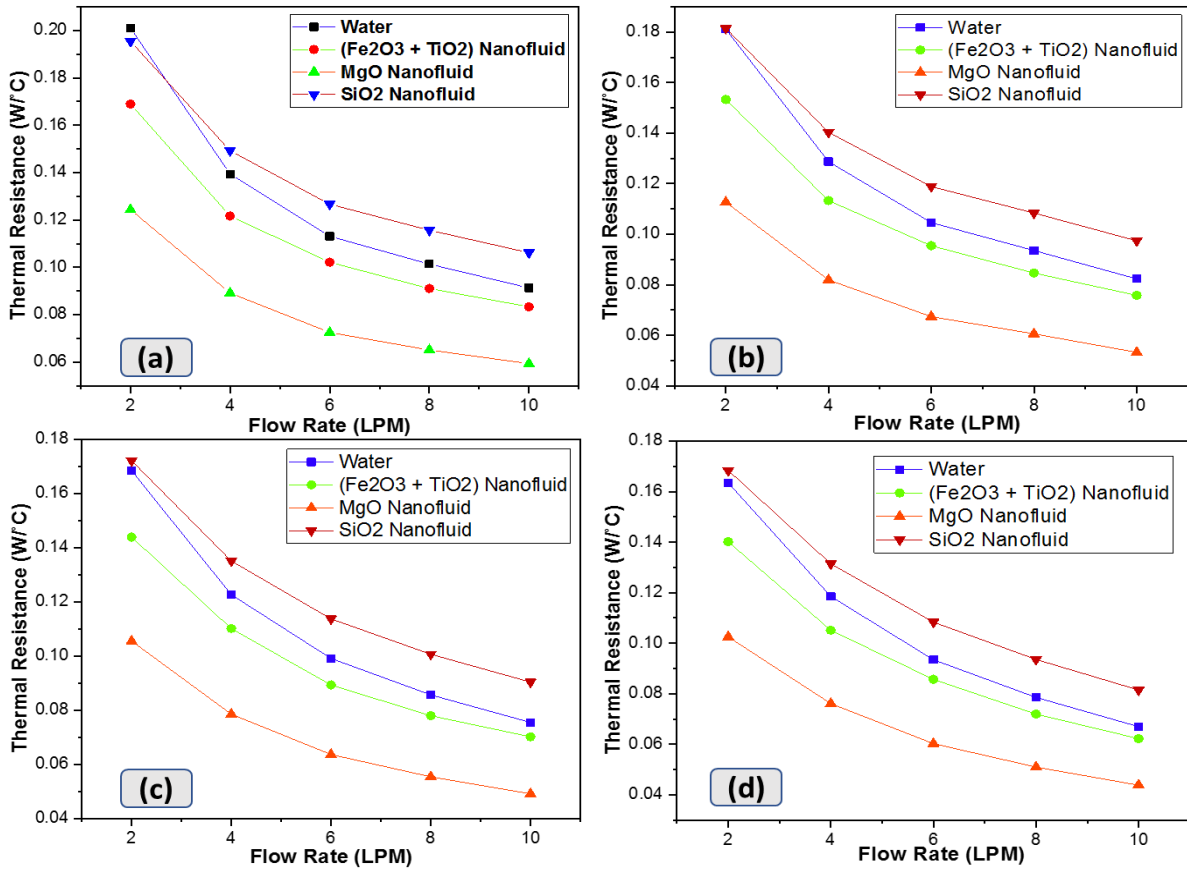 Water
(Fe2O3 + TiO2) Nanofluid
MgO Nanofluid
SiO2 Nanofluid
Thermal Resistance (W/˚C)
0.20
0.18
0.16
0.14
0.12
0.10
0.08
0.06
(a)
2 4 6 8 10
Flow Rate (LPM)
Water
(Fe2O3 + TiO2) Nanofluid
MgO Nanofluid
SiO2 Nanofluid
Thermal Resistance (W/˚C)
0.18
0.16
0.14
0.12
0.10
0.08
0.06
0.04
(b)
2 4 6 8 10
Flow Rate (LPM)
Water
(Fe2O3 + TiO2) Nanofluid
MgO Nanofluid
SiO2 Nanofluid
Thermal Resistance (W/˚C)
0.18
0.16
0.14
0.12
0.10
0.08
0.06
0.04
(c)
2 4 6 8 10
Flow Rate (LPM)
Water
(Fe2O3 + TiO2) Nanofluid
MgO Nanofluid
SiO2 Nanofluid
Thermal Resistance (W/˚C)
0.18
0.16
0.14
0.12
0.10
0.08
0.06
0.04
(d)
2 4 6 8 10
Flow Rate (LPM)